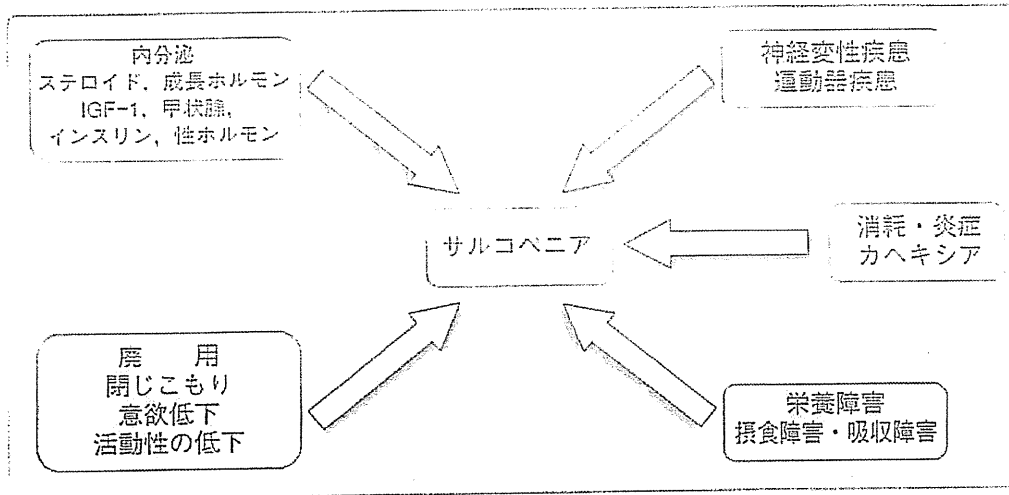 内分泌
ステロイド，成長ホルモン
IGF-1，甲状腺，
インスリン，性ホルモン
神経変性疾患
運動器疾患
サルコペニア
消耗・炎症
カヘキシア
廃　用
閉じこもり
意欲低下
活動性の低下
栄養障害
摂食障害・吸収障害